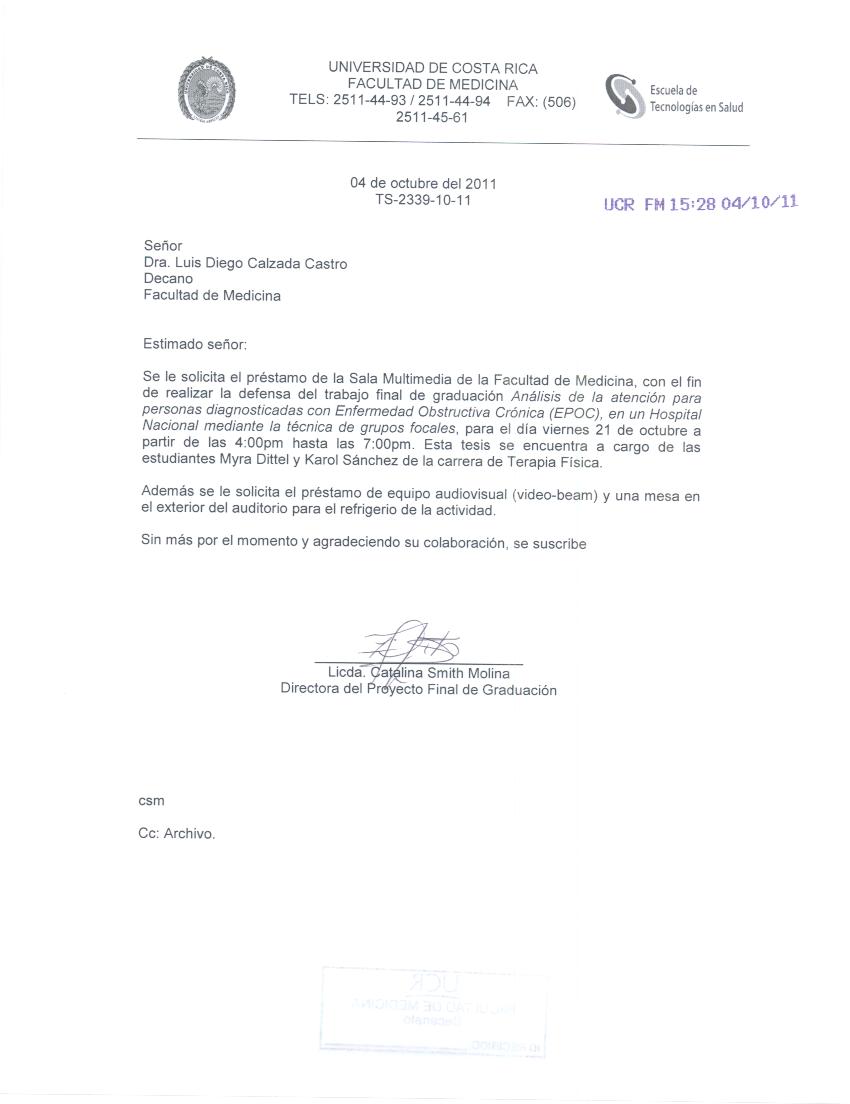 UNIVERSIDAD DE COSTA RICA
FACULTAD DE MEDICINA
TELS: 2511-44-93 / 2511-44-94 FAX: (506)
2511-45-61
Escuela de
Tecnologías en Salud
04 de octubre del 2011
TS-2339-10-11
UCR FM 15:28 04/10/11
Señor
Dra. Luis Diego Calzada Castro
Decano
Facultad de Medicina
Estimado señor:
Se le solicita el préstamo de la Sala Multimedia de la Facultad de Medicina, con el fin
de realizar la defensa del trabajo final de graduación Análisis de la atención para
personas diagnosticadas con Enfermedad Obstructiva Crónica (EPOC), en un Hospital
Nacional mediante la técnica de grupos focales, para el día viernes 21 de octubre a
partir de las 4:00pm hasta las 7:00pm. Esta tesis se encuentra a cargo de las
estudiantes Myra Dittel y Karol Sánchez de la carrera de Terapia Física.
Además se le solicita el préstamo de equipo audiovisual (video-beam) y una mesa en
el exterior del auditorio para el refrigerio de la actividad.
Sin más por el momento y agradeciendo su colaboración, se suscribe
Licda. Catalina Smith Molina
Directora del Proyecto Final de Graduación
csm
Cc: Archivo.
UCR
FACULTAD DE MEDICINA
Decanato